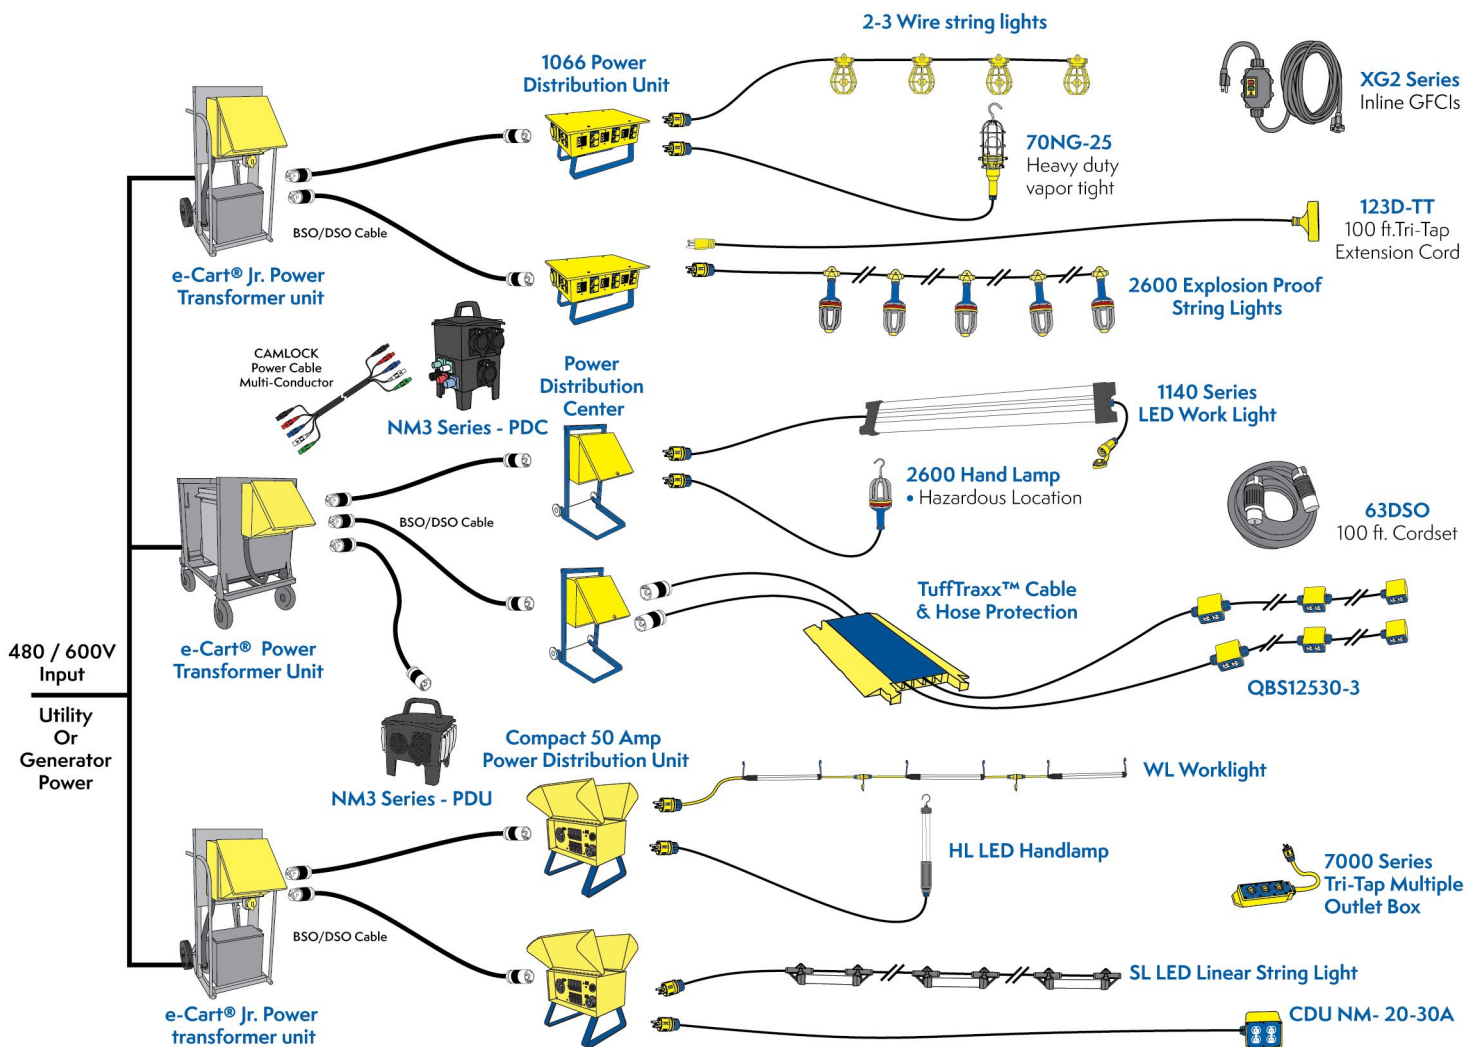 2-3 Wire string lights
1066 Power
Distribution Unit
XG2 Series
Inline GFCIs
70NG-25
Heavy duty
vapor tight
123D-TT
100 ft.Tri-Tap
Extension Cord
BSO/DSO Cable
e-Cart® Jr. Power
Transformer unit
2600 Explosion Proof
String Lights
CAMLOCK
Power Cable
Multi-Conductor
NM3 Series - PDC
Power
Distribution
Center
1140 Series
LED Work Light
2600 Hand Lamp
• Hazardous Location
63DSO
100 ft. Cordset
BSO/DSO Cable
TuffTraxx™ Cable
& Hose Protection
e-Cart® Power
Transformer Unit
480 / 600V
Input
Utility
Or
Generator
Power
QBS12530-3
NM3 Series - PDU
Compact 50 Amp
Power Distribution Unit
WL Worklight
HL LED Handlamp
7000 Series
Tri-Tap Multiple
Outlet Box
BSO/DSO Cable
SL LED Linear String Light
e-Cart® Jr. Power
transformer unit
CDU NM- 20-30A